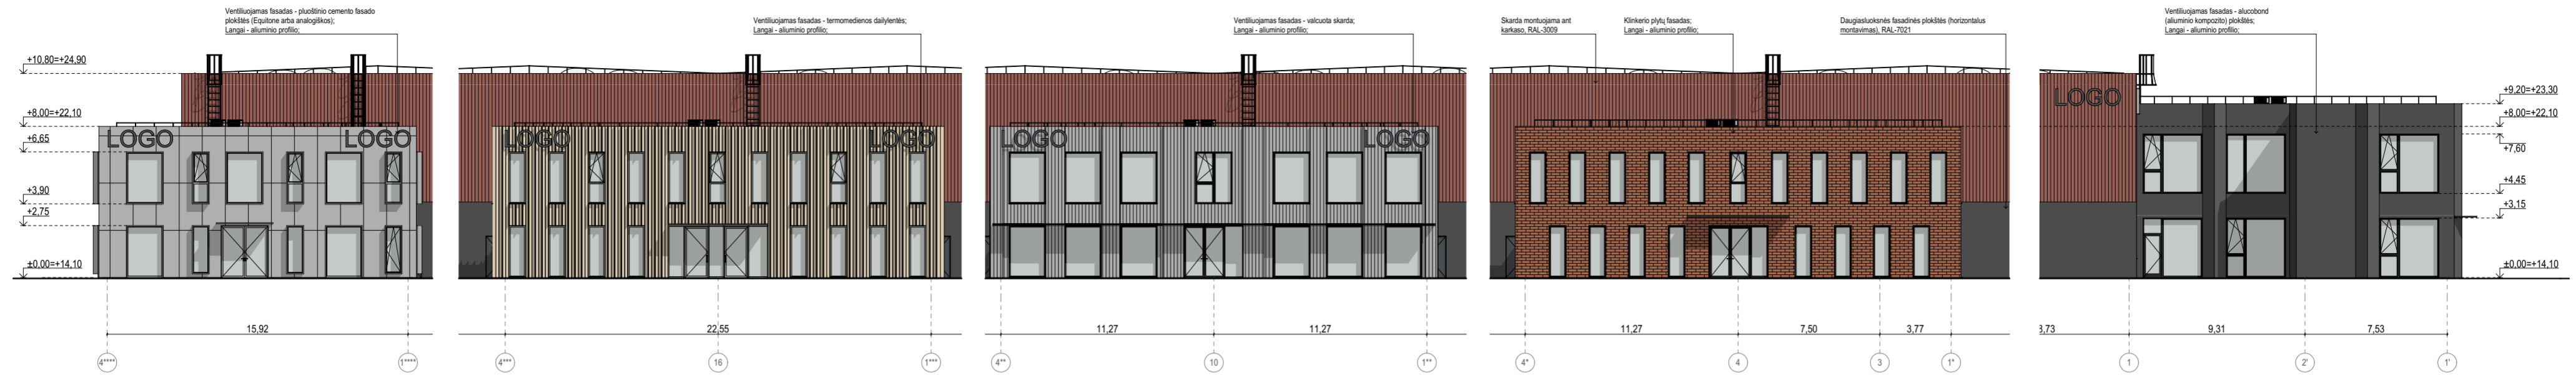 Ventiliuojamas fasadas - pluoštinio cemento fasado
plokštės (Equitone arba analogiškos);
Langai - aliuminio profilio;
Ventiliuojamas fasadas - termomedienos dailylentės;
Langai - aliuminio profilio;
Ventiliuojamas fasadas - valcuota skarda;
Langai - aliuminio profilio;
Skarda montuojama ant
karkaso, RAL-3009
Klinkerio plytų fasadas;
Langai - aliuminio profilio;
Daugiasluoksnės fasadinės plokštės (horizontalus
montavimas), RAL-7021
Ventiliuojamas fasadas - alucobond
(aliuminio kompozito) plokštės;
Langai - aliuminio profilio;
+10,80=+24,90
+8,00=+22,10
+6,65
+3,90
+2,75
±0,00=+14,10
LOGO
LOGO
LOGO
LOGO
LOGO
LOGO
LOGO
+9,20=+23,30
+8,00=+22,10
+7,60
+4,45
+3,15
±0,00=+14,10
15,92
22,55
11,27
11,27
11,27
7,50
3,77
3,73
9,31
7,53
4****
1****
4***
16
1***
4**
10
1**
4*
4
3
1*
1
2'
1'